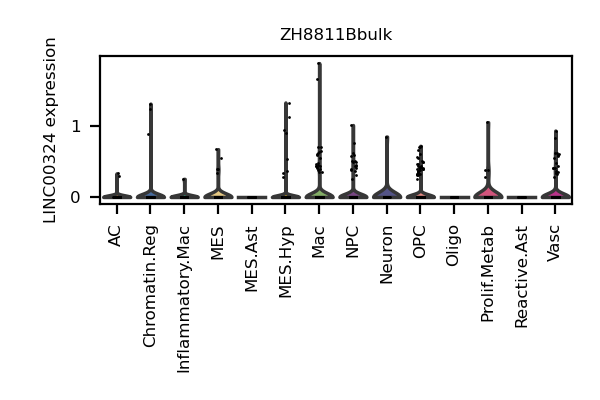 ZH8811Bbulk
LINC00324 expression
1
0
AC
Chromatin.Reg
Inflammatory.Mac
MES
MES.Ast
MES.Hyp
Mac
NPC
Neuron
OPC
Oligo
Prolif.Metab
Reactive.Ast
Vasc